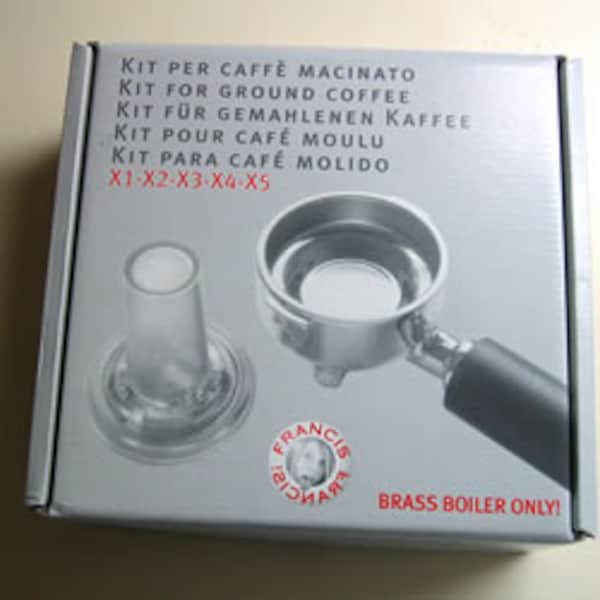 KIT PER CAFFÈ MACINATO
KIT FOR GROUND COFFEE
KIT FÜR GEMAHLENEN KAFFEE
KIT POUR CAFÉ MOULU
KIT PARA CAFÉ MOLIDO
X1-X2-X3-X4-X5
FRANCIS FRANCIS!
BRASS BOILER ONLY!